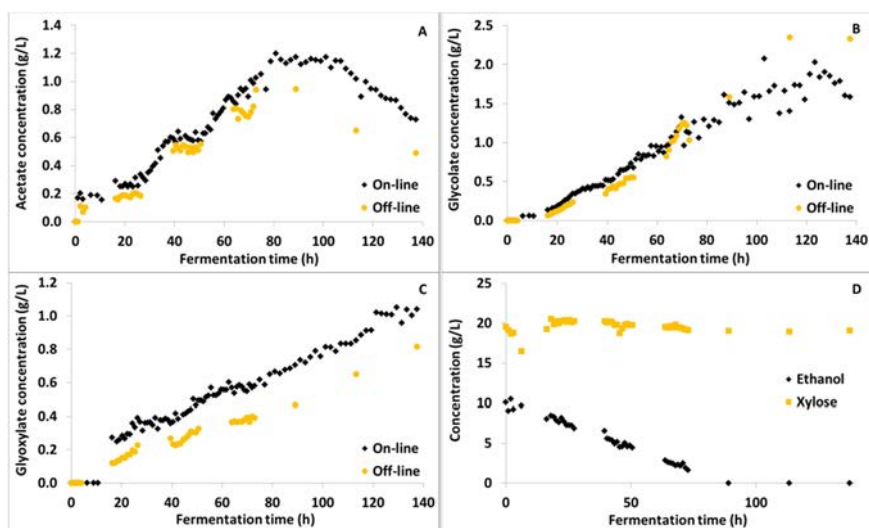 A
Acetate concentration (g/L)
1.4
1.2
1.0
0.8
0.6
0.4
0.2
0.0
On-line
Off-line
0 20 40 60 80 100 120 140
Fermentation time (h)
B
Glycolate concentration (g/L)
2.5
2.0
1.5
1.0
0.5
0.0
On-line
Off-line
0 20 40 60 80 100 120 140
Fermentation time (h)
C
Glyoxylate concentration (g/L)
1.2
1.0
0.8
0.6
0.4
0.2
0.0
On-line
Off-line
0 20 40 60 80 100 120 140
Fermentation time (h)
D
Concentration (g/L)
25
20
15
10
5
0
Ethanol
Xylose
0 50 100
Fermentation time (h)